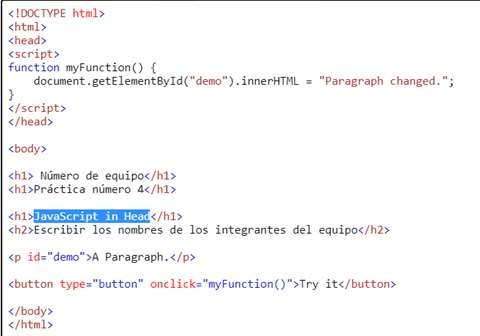 <!DOCTYPE html>
<html>
<head>
<script>
function myFunction() {
    document.getElementById("demo").innerHTML = "Paragraph changed.";
}
</script>
</head>

<body>

<h1> Número de equipo</h1>
<h1>Práctica número 4</h1>

<h1>JavaScript in Head</h1>
<h2>Escribir los nombres de los integrantes del equipo</h2>

<p id="demo">A Paragraph.</p>

<button type="button" onclick="myFunction()">Try it</button>

</body>
</html>